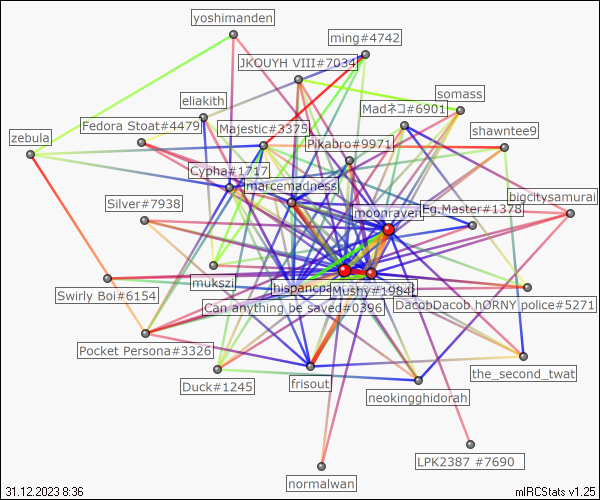 yoshimanden
ming#4742
JKOUYH VIII#7034
somass
eliakith
Madネコ#6901
zebula
Fedora Stoat#4479
Majestic#3375
Pikabro#9971
shawntee9
Cypha#1717
marcemadness
bigcitysamurai
Silver#7938
moonraven
Eg.Master#1378
mukszi
hispancpa
Mushy#1984
Swirly Boi#6154
Can anything be saved#0396
DacobDacob hORNY police#5271
Pocket Persona#3326
the_second_twat
Duck#1245
frisout
neokingghidorah
LPK2387 #7690
normalwan
31.12.2023 8:36
mIRCStats v1.25